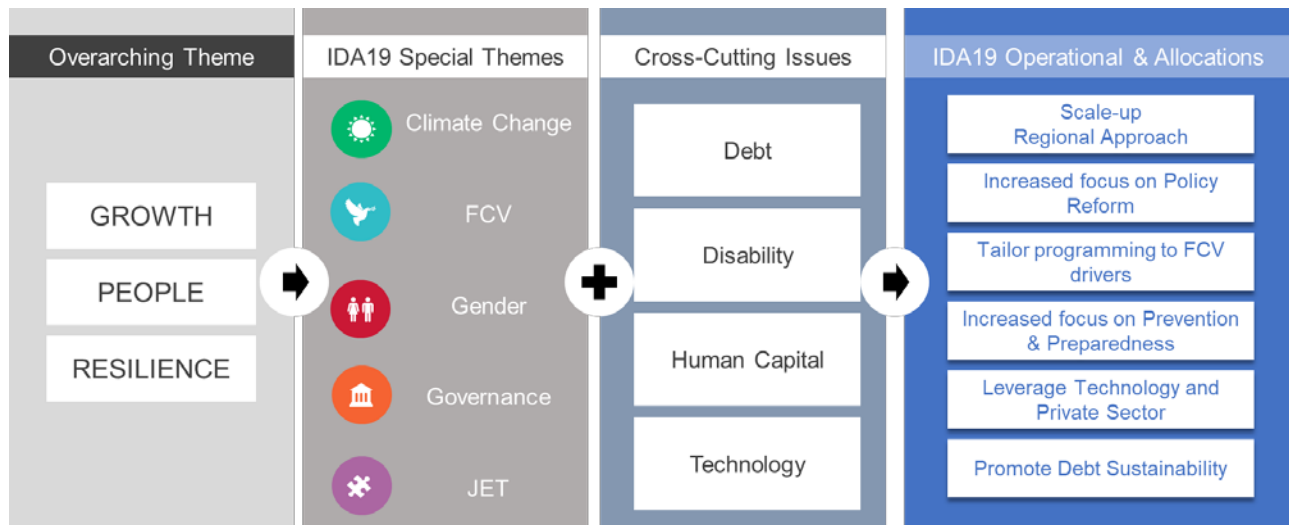 Overarching Theme
GROWTH
PEOPLE
RESILIENCE
IDA19 Special Themes
Climate Change
FCV
Gender
Governance
JET
Cross-Cutting Issues
Debt
Disability
Human Capital
Technology
IDA19 Operational & Allocations
Scale-up
Regional Approach
Increased focus on Policy
Reform
Tailor programming to FCV
drivers
Increased focus on Prevention
& Preparedness
Leverage Technology and
Private Sector
Promote Debt Sustainability